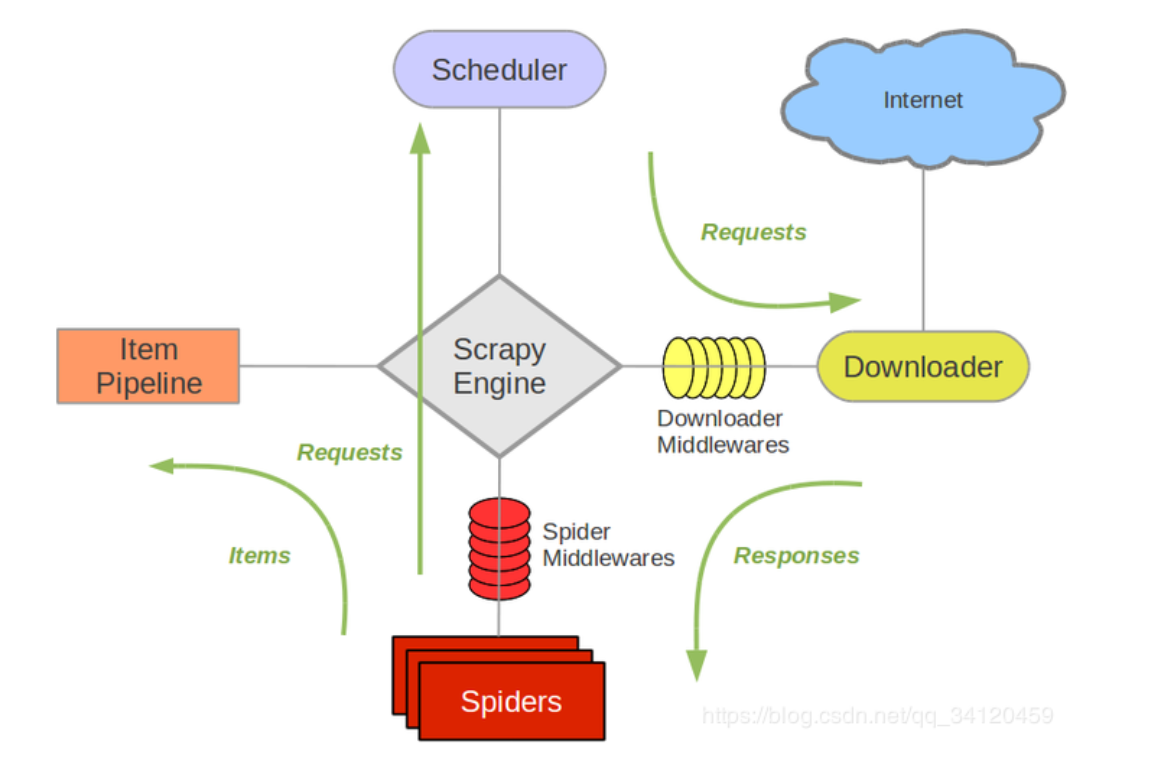 Scheduler
Internet
Requests
Scrapy
Engine
Item
Pipeline
Downloader
Downloader
Middlewares
Requests
Items
Spider
Middlewares
Responses
Spiders
https://blog.csdn.net/qq_34120459